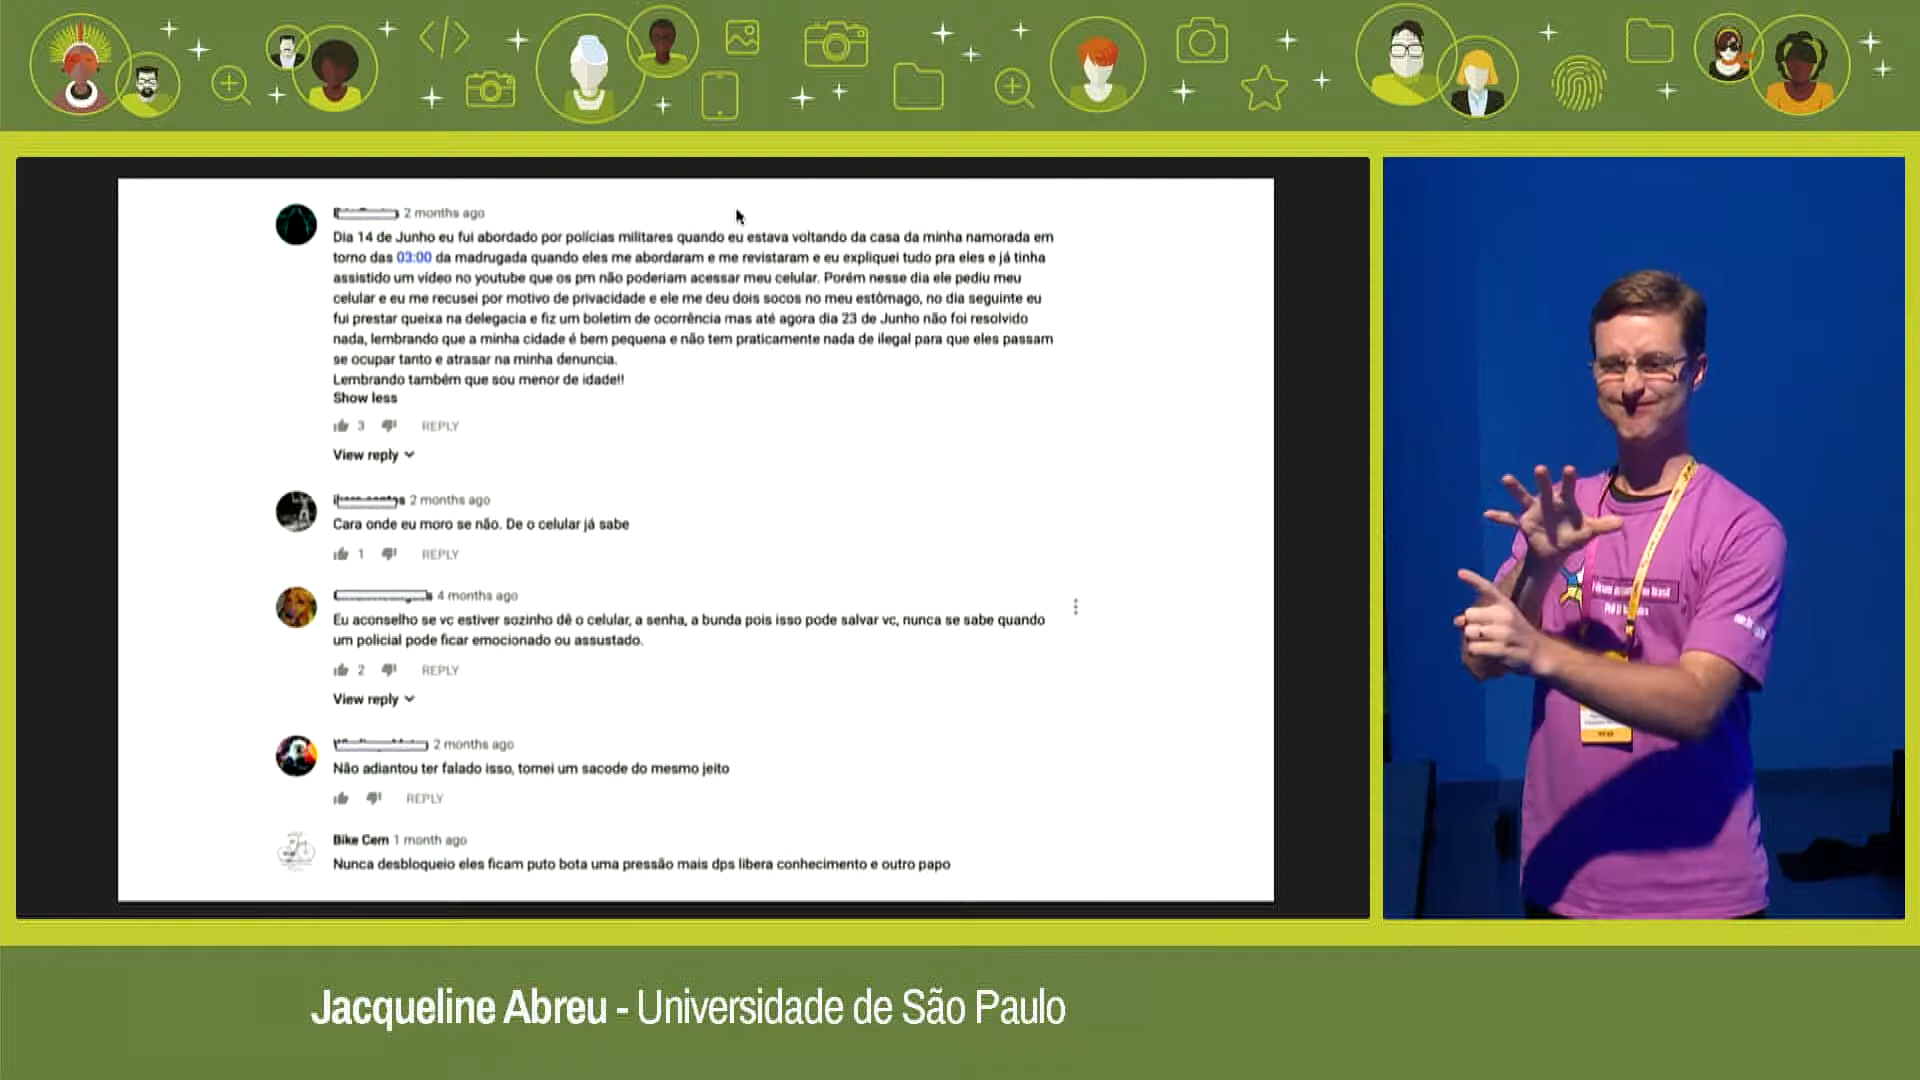 2 months ago
Dia 14 de Junho eu fui abordado por polícias militares quando eu estava voltando da casa da minha namorada em
torno das 03:00 da madrugada quando eles me abordaram e me revistaram e eu expliquei tudo pra eles e já tinha
assistido um vídeo no youtube que os pm não poderiam acessar meu celular. Porém nesse dia ele pediu meu
celular e eu me recusei por motivo de privacidade e ele me deu dois socos no meu estômago, no dia seguinte eu
fui prestar queixa na delegacia e fiz um boletim de ocorrência mas até agora dia 23 de Junho não foi resolvido
nada, lembrando que a minha cidade é bem pequena e não tem praticamente nada de ilegal para que eles passam
se ocupar tanto e atrasar na minha denuncia.
Lembrando também que sou menor de idade!!
Show less
3 REPLY
View reply
2 months ago
Cara onde eu moro se não. De o celular já sabe
1 REPLY
4 months ago
Eu aconselho se vc estiver sozinho dê o celular, a senha, a bunda pois isso pode salvar vc, nunca se sabe quando
um policial pode ficar emocionado ou assustado.
2 REPLY
View reply
2 months ago
Não adiantou ter falado isso, tomei um sacode do mesmo jeito
REPLY
Bike Cem 1 month ago
Nunca desbloqueio eles ficam puto bota uma pressão mais dps libera conhecimento e outro papo
Jacqueline Abreu - Universidade de São Paulo